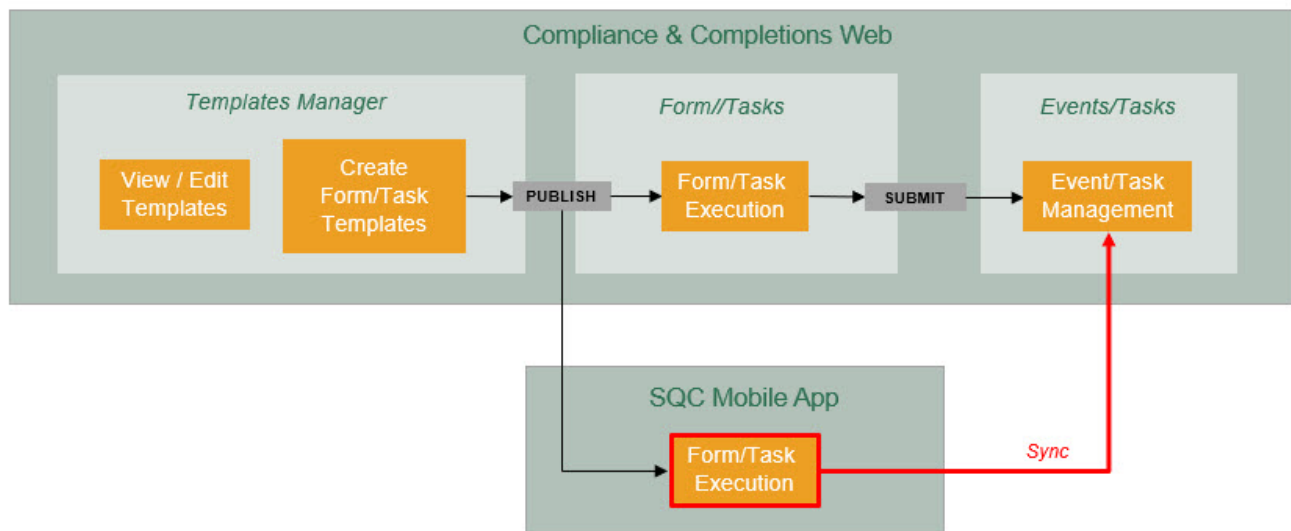 Compliance & Completions Web
Templates Manager
Form//Tasks
Events/Tasks
View / Edit
Templates
Create
Form/Task
Templates
PUBLISH
Form/Task
Execution
SUBMIT
Event/Task
Management
SQC Mobile App
Form/Task
Execution
Sync